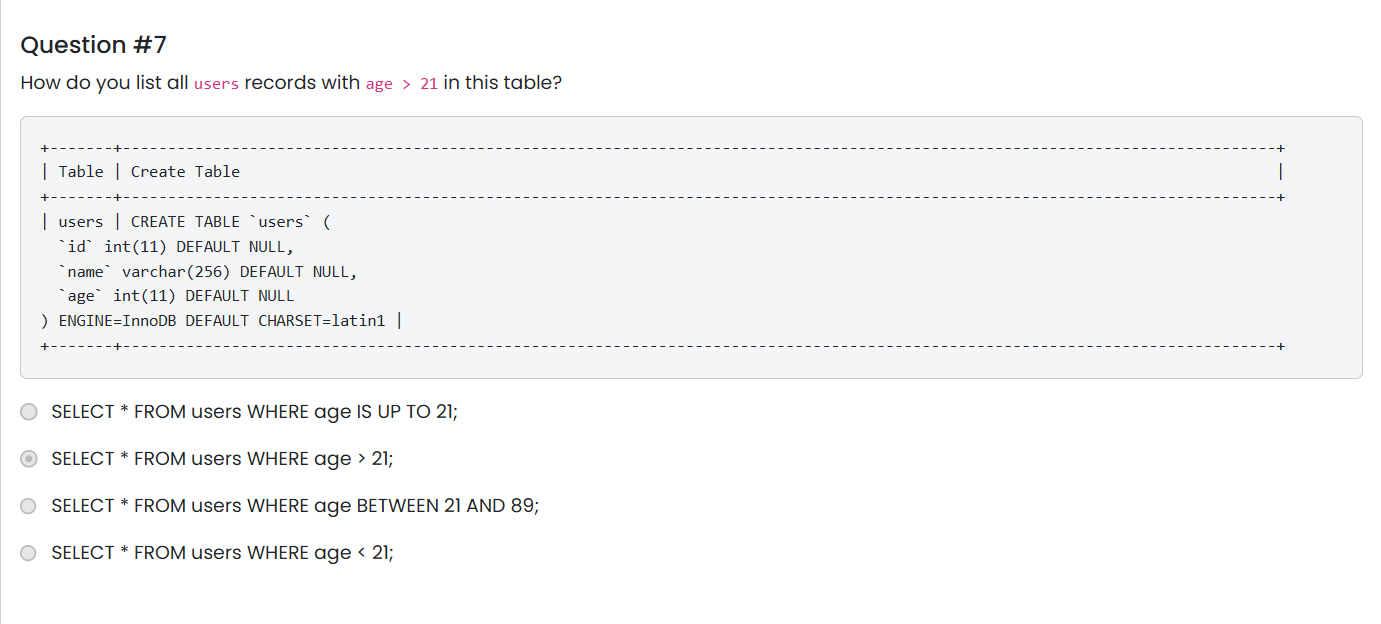 Question #7
How do you list all users records with age > 21 in this table?
+-------+--------------------------------------------------------------------------------------------------------------------------------+
| Table | Create Table                                                                                                                   |
+-------+--------------------------------------------------------------------------------------------------------------------------------+
| users | CREATE TABLE `users` (
  `id` int(11) DEFAULT NULL,
  `name` varchar(256) DEFAULT NULL,
  `age` int(11) DEFAULT NULL
) ENGINE=InnoDB DEFAULT CHARSET=latin1 |
+-------+--------------------------------------------------------------------------------------------------------------------------------+
SELECT * FROM users WHERE age IS UP TO 21;
SELECT * FROM users WHERE age > 21;
SELECT * FROM users WHERE age BETWEEN 21 AND 89;
SELECT * FROM users WHERE age < 21;